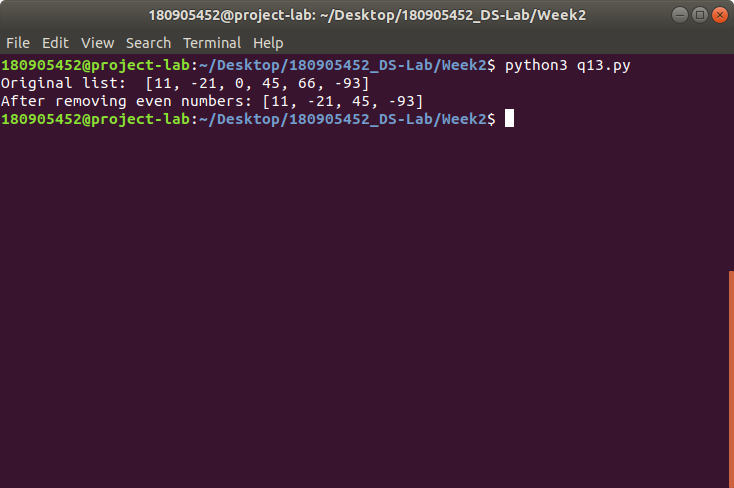 180905452@project-lab: ~/Desktop/180905452_DS-Lab/Week2
File Edit View Search Terminal Help
180905452@project-lab:~/Desktop/180905452_DS-Lab/Week2$ python3 q13.py
Original list:  [11, -21, 0, 45, 66, -93]
After removing even numbers: [11, -21, 45, -93]
180905452@project-lab:~/Desktop/180905452_DS-Lab/Week2$